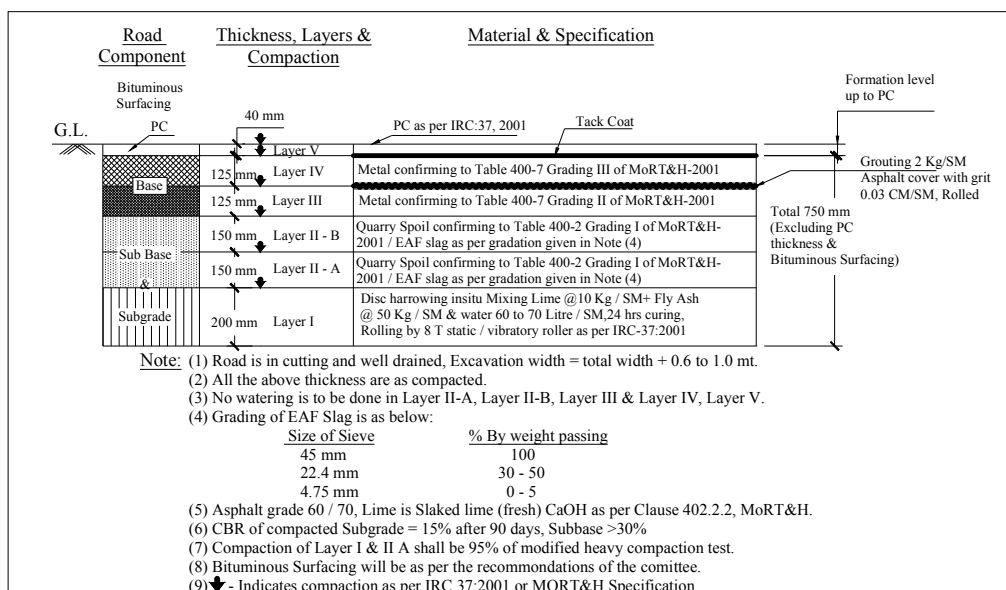 Road Component
Thickness, Layers & Compaction
Material & Specification
Bituminous Surfacing
PC
G.L.
40 mm
PC as per IRC:37, 2001
Tack Coat
Formation level up to PC
Layer V
125 mm Layer IV
Metal confirming to Table 400-7 Grading III of MoRT&H-2001
Grouting 2 Kg/SM
Asphalt cover with grit
0.03 CM/SM, Rolled
Base
125 mm Layer III
Metal confirming to Table 400-7 Grading II of MoRT&H-2001
Total 750 mm
(Excluding PC
thickness &
Bituminous Surfacing)
150 mm Layer II - B
Quarry Spoil confirming to Table 400-2 Grading I of MoRT&H-
2001 / EAF slag as per gradation given in Note (4)
Sub Base
&
Subgrade
150 mm Layer II - A
Quarry Spoil confirming to Table 400-2 Grading I of MoRT&H-
2001 / EAF slag as per gradation given in Note (4)
200 mm Layer I
Disc harrowing insitu Mixing Lime @10 Kg / SM+ Fly Ash
@ 50 Kg / SM & water 60 to 70 Litre / SM,24 hrs curing,
Rolling by 8 T static / vibratory roller as per IRC-37:2001
Note: (1) Road is in cutting and well drained, Excavation width = total width + 0.6 to 1.0 mt.
(2) All the above thickness are as compacted.
(3) No watering is to be done in Layer II-A, Layer II-B, Layer III & Layer IV, Layer V.
(4) Grading of EAF Slag is as below:
Size of Sieve % By weight passing
45 mm 100
22.4 mm 30 - 50
4.75 mm 0 - 5
(5) Asphalt grade 60 / 70, Lime is Slaked lime (fresh) CaOH as per Clause 402.2.2, MoRT&H.
(6) CBR of compacted Subgrade = 15% after 90 days, Subbase >30%
(7) Compaction of Layer I & II A shall be 95% of modified heavy compaction test.
(8) Bituminous Surfacing will be as per the recommondations of the comittee.
(9) - Indicates compaction as per IRC 37:2001 or MORT&H Specification